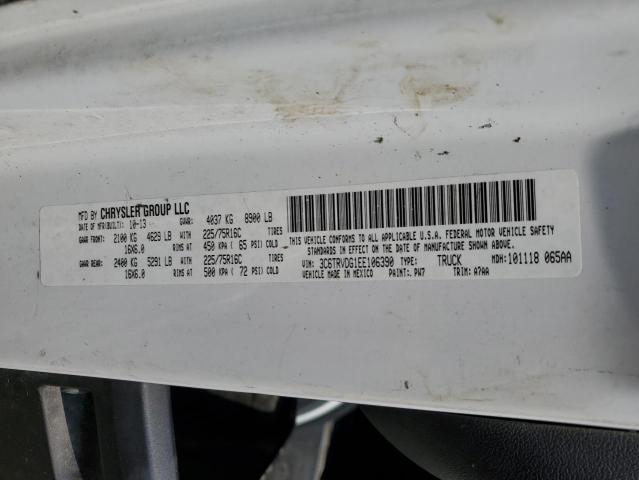 MFD BY CHRYSLER GROUP LLC
DATE OF MFR(BUILT): 10-13 GVWR: 4037 KG 8900 LB
GAWR FRONT: 2100 KG 4629 LB WITH 225/75R16C TIRES
16X6.0 RIMS AT 450 KPA ( 65 PSI) COLD
GAWR REAR: 2400 KG 5291 LB WITH 225/75R16C TIRES
16X6.0 RIMS AT 500 KPA ( 72 PSI) COLD
THIS VEHICLE CONFORMS TO ALL APPLICABLE U.S.A. FEDERAL MOTOR VEHICLE SAFETY
STANDARDS IN EFFECT ON THE DATE OF MANUFACTURE SHOWN ABOVE.
VIN: 3C6TRVDG1EE106390 TYPE: TRUCK MDH: 101118 065AA
VEHICLE MADE IN MEXICO PAINT: PW7 TRIM: A7AA